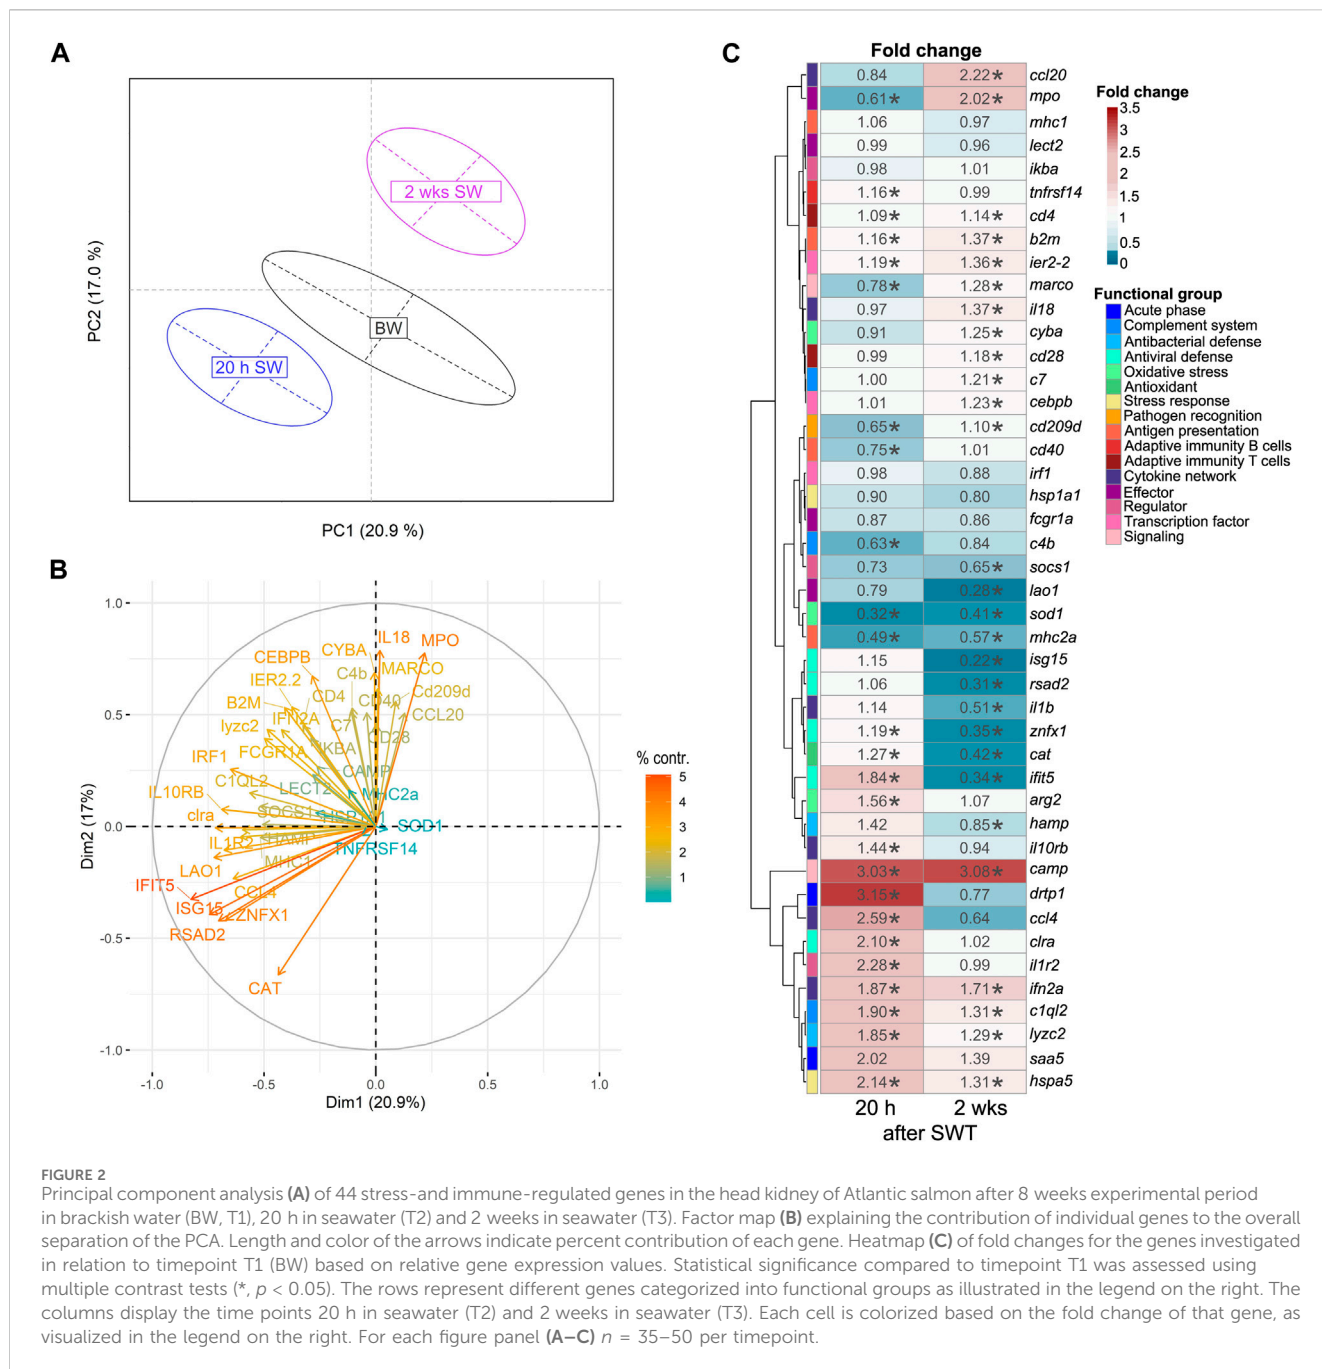 A
2 wks SW
BW
20 h SW
PC2 (17.0 %)
PC1 (20.9 %)
B
1.0
0.5
0.0
-0.5
-1.0
-1.0
-0.5
0.0
0.5
1.0
Dim2 (17%)
Dim1 (20.9%)
IL18
CYBA
MPO
CEBPB
MARCO
C4b
IER2.2
CD4
CD40
Cd209d
B2M
IFN2A
C7
CCL20
lyzc2
CD28
FCGR1A
IKBA
IRF1
CAMP
C1QL2
LECT2
MHC2a
IL10RB
SOCS1
clra
SOD1
IL1R2
HAMP
TNFRSF14
LAO1
MHC1
IFIT5
CCL4
ISG15
ZNFX1
RSAD2
CAT
% contr.
5
4
3
2
1
C
Fold change
0.84 2.22* ccl20
0.61* 2.02* mpo
1.06 0.97 mhc1
0.99 0.96 lect2
0.98 1.01 ikba
1.16* 0.99 tnfrsf14
1.09* 1.14* cd4
1.16* 1.37* b2m
1.19* 1.36* ier2-2
0.78* 1.28* marco
0.97 1.37* il18
0.91 1.25* cyba
0.99 1.18* cd28
1.00 1.21* c7
1.01 1.23* cebpb
0.65* 1.10* cd209d
0.75* 1.01 cd40
0.98 0.88 irf1
0.90 0.80 hsp1a1
0.87 0.86 fcgr1a
0.63* 0.84 c4b
0.73 0.65* socs1
0.79 0.28* lao1
0.32* 0.41* sod1
0.49* 0.57* mhc2a
1.15 0.22* isg15
1.06 0.31* rsad2
1.14 0.51* il1b
1.19* 0.35* znfx1
1.27* 0.42* cat
1.84* 0.34* ifit5
1.56* 1.07 arg2
1.42 0.85* hamp
1.44* 0.94 il10rb
3.03* 3.08* camp
3.15* 0.77 drtp1
2.59* 0.64 ccl4
2.10* 1.02 clra
2.28* 0.99 il1r2
1.87* 1.71* ifn2a
1.90* 1.31* c1ql2
1.85* 1.29* lyzc2
2.02 1.39 saa5
2.14* 1.31* hspa5
20 h 2 wks
after SWT
Fold change
3.5
3
2.5
2
1.5
1
0.5
0
Functional group
Acute phase
Complement system
Antibacterial defense
Antiviral defense
Oxidative stress
Antioxidant
Stress response
Pathogen recognition
Antigen presentation
Adaptive immunity B cells
Adaptive immunity T cells
Cytokine network
Effector
Regulator
Transcription factor
Signaling
FIGURE 2
Principal component analysis (A) of 44 stress-and immune-regulated genes in the head kidney of Atlantic salmon after 8 weeks experimental period
in brackish water (BW, T1), 20 h in seawater (T2) and 2 weeks in seawater (T3). Factor map (B) explaining the contribution of individual genes to the overall
separation of the PCA. Length and color of the arrows indicate percent contribution of each gene. Heatmap (C) of fold changes for the genes investigated
in relation to timepoint T1 (BW) based on relative gene expression values. Statistical significance compared to timepoint T1 was assessed using
multiple contrast tests (*, p < 0.05). The rows represent different genes categorized into functional groups as illustrated in the legend on the right. The
columns display the time points 20 h in seawater (T2) and 2 weeks in seawater (T3). Each cell is colorized based on the fold change of that gene, as
visualized in the legend on the right. For each figure panel (A–C) n = 35–50 per timepoint.